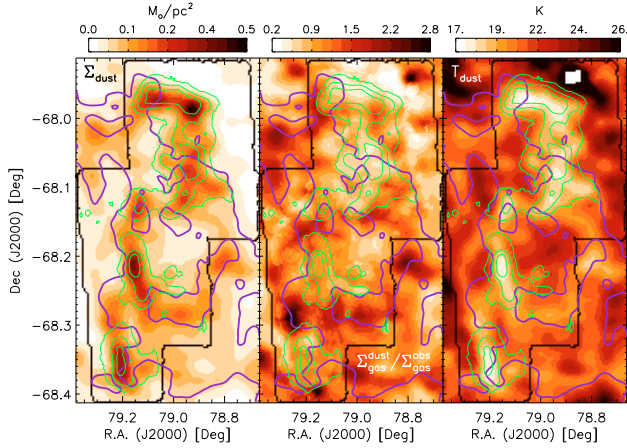 M⊙/pc² K
0.0 0.1 0.2 0.3 0.4 0.5 0.2 0.9 1.5 2.2 2.8 17. 19. 22. 24. 26.
Σdust Tdust
−68.0
−68.1
−68.2
−68.3
−68.4
Dec (J2000) [Deg]
Σgas^dust/Σgas^obs
79.2 79.0 78.8 79.2 79.0 78.8 79.2 79.0 78.8
R.A. (J2000) [Deg] R.A. (J2000) [Deg] R.A. (J2000) [Deg]